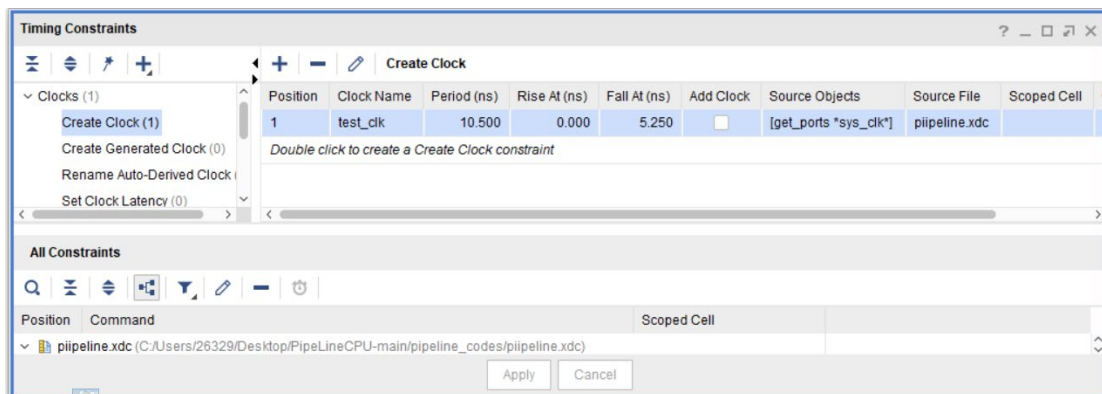 Timing Constraints
Create Clock
Clocks (1)
Create Clock (1)
Create Generated Clock (0)
Rename Auto-Derived Clock
Set Clock Latency (0)
Position Clock Name Period (ns) Rise At (ns) Fall At (ns) Add Clock Source Objects Source File Scoped Cell
1 test_clk 10.500 0.000 5.250 [get_ports *sys_clk*] piipeline.xdc
Double click to create a Create Clock constraint
All Constraints
Position Command Scoped Cell
piipeline.xdc (C:/Users/26329/Desktop/PipeLineCPU-main/pipeline_codes/piipeline.xdc)
Apply Cancel